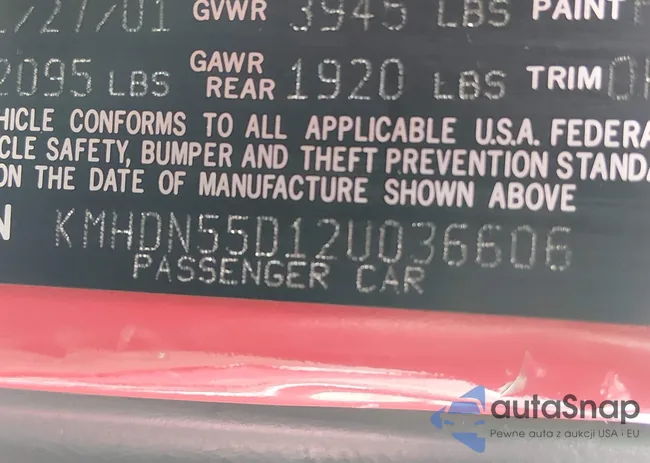 /27/01 GVWR 3945 LBS PAINT
2095 LBS GAWR REAR 1920 LBS TRIM
HICLE CONFORMS TO ALL APPLICABLE U.S.A. FEDERA
CLE SAFETY, BUMPER AND THEFT PREVENTION STANDA
ON THE DATE OF MANUFACTURE SHOWN ABOVE
N KMHDN55D12U036606
PASSENGER CAR
autaSnap
Pewne auta z aukcji USA i EU